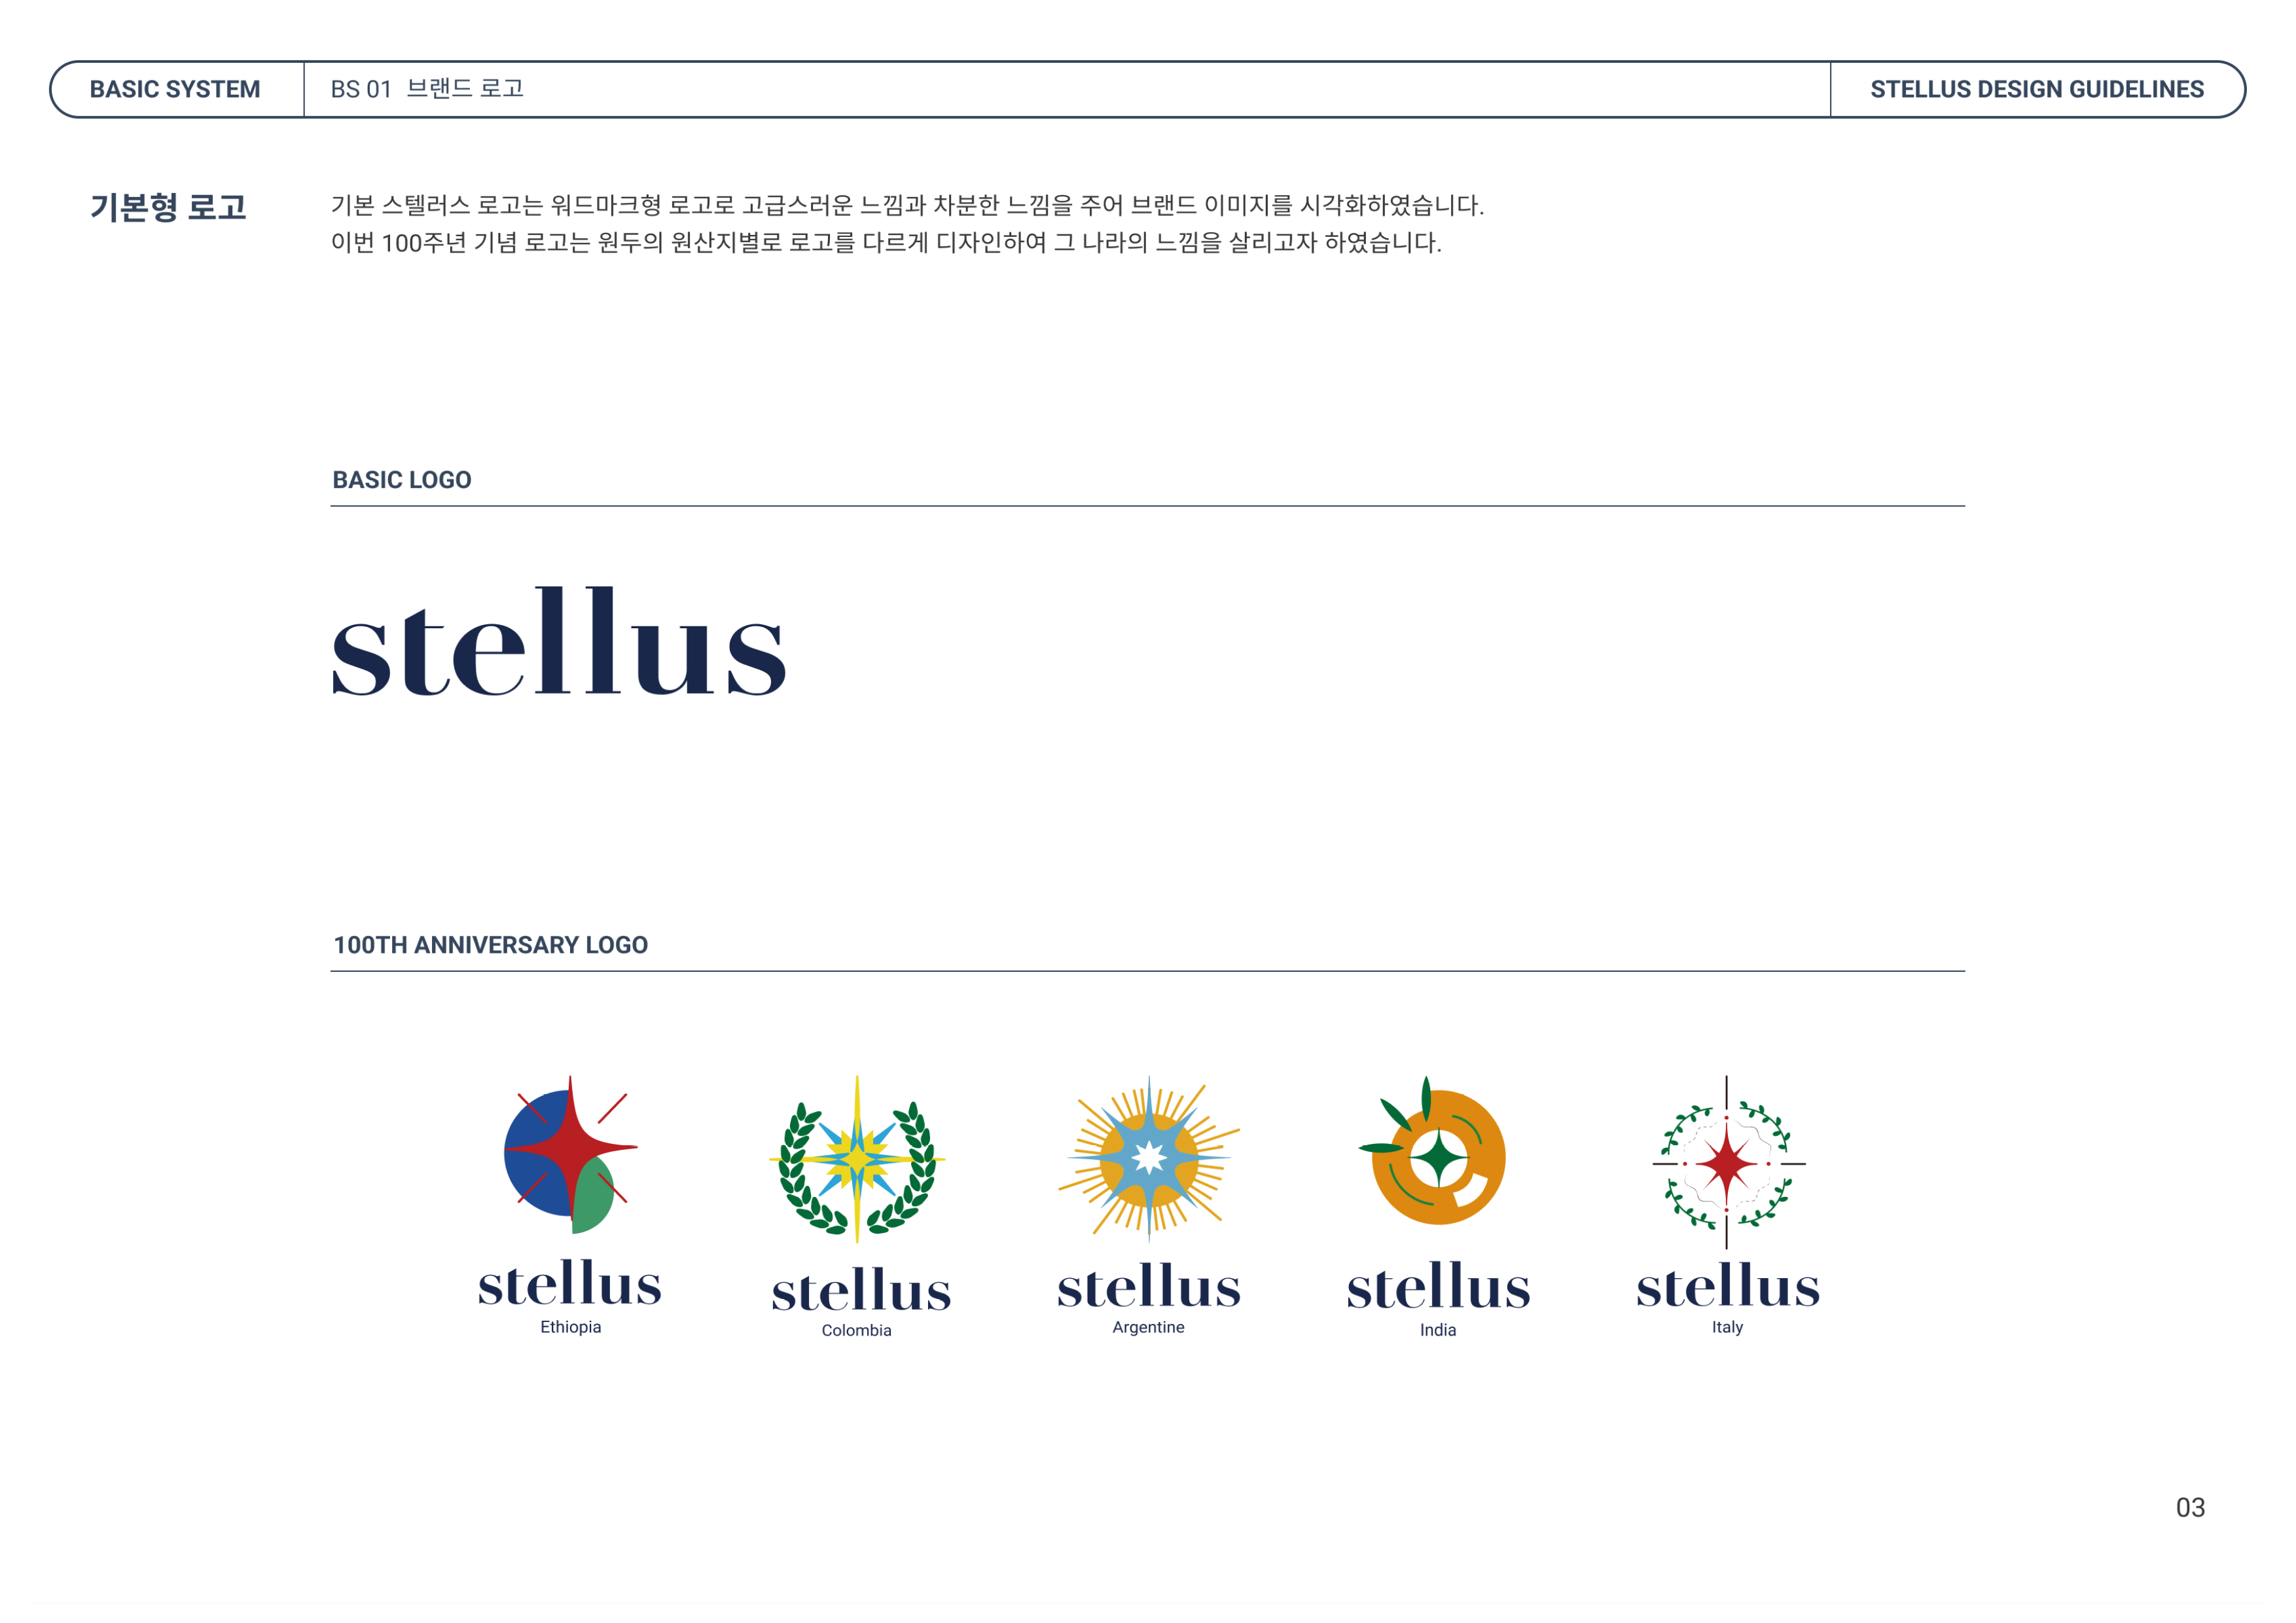 BASIC SYSTEM
BS 01 브랜드 로고
STELLUS DESIGN GUIDELINES
기본형 로고
기본 스텔러스 로고는 워드마크형 로고로 고급스러운 느낌과 차분한 느낌을 주어 브랜드 이미지를 시각화하였습니다.
이번 100주년 기념 로고는 원두의 원산지별로 로고를 다르게 디자인하여 그 나라의 느낌을 살리고자 하였습니다.
BASIC LOGO
stellus
100TH ANNIVERSARY LOGO
stellus
Ethiopia
stellus
Colombia
stellus
Argentine
stellus
India
stellus
Italy
03